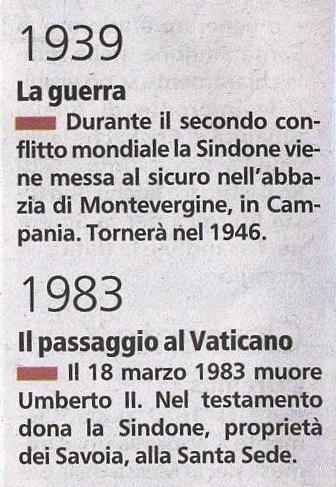 1939
La guerra
Durante il secondo con-
flitto mondiale la Sindone vie-
ne messa al sicuro nell'abba-
zia di Montevergine, in Cam-
pania. Tornerà nel 1946.
1983
Il passaggio al Vaticano
Il 18 marzo 1983 muore
Umberto II. Nel testamento
dona la Sindone, proprietà
dei Savoia, alla Santa Sede.